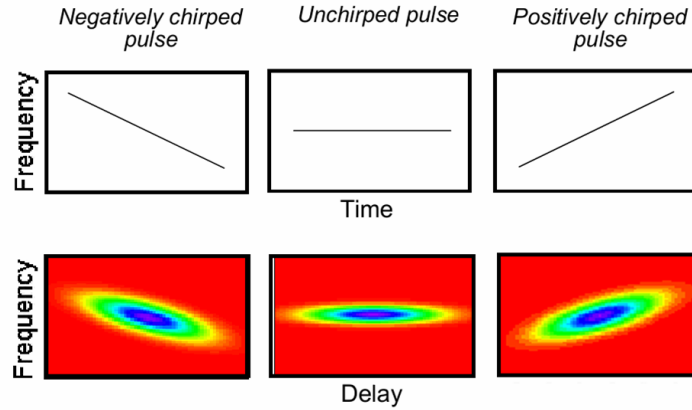 Negatively chirped
pulse
Unchirped pulse
Positively chirped
pulse
Frequency
Time
Frequency
Delay